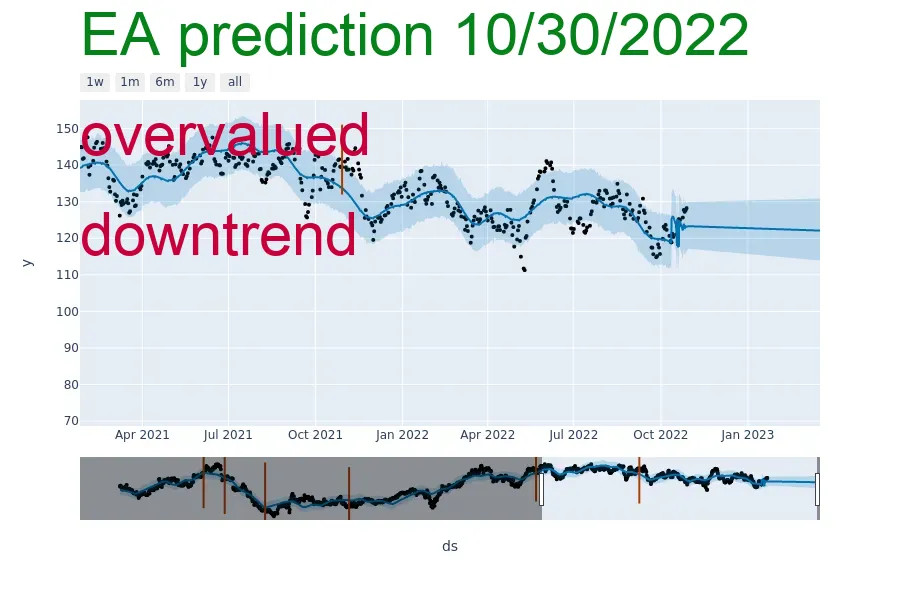 EA prediction 10/30/2022
1w 1m 6m 1y all
overvalued
downtrend
150
140
130
120
110
100
90
80
70
y
Apr 2021 Jul 2021 Oct 2021 Jan 2022 Apr 2022 Jul 2022 Oct 2022 Jan 2023
ds